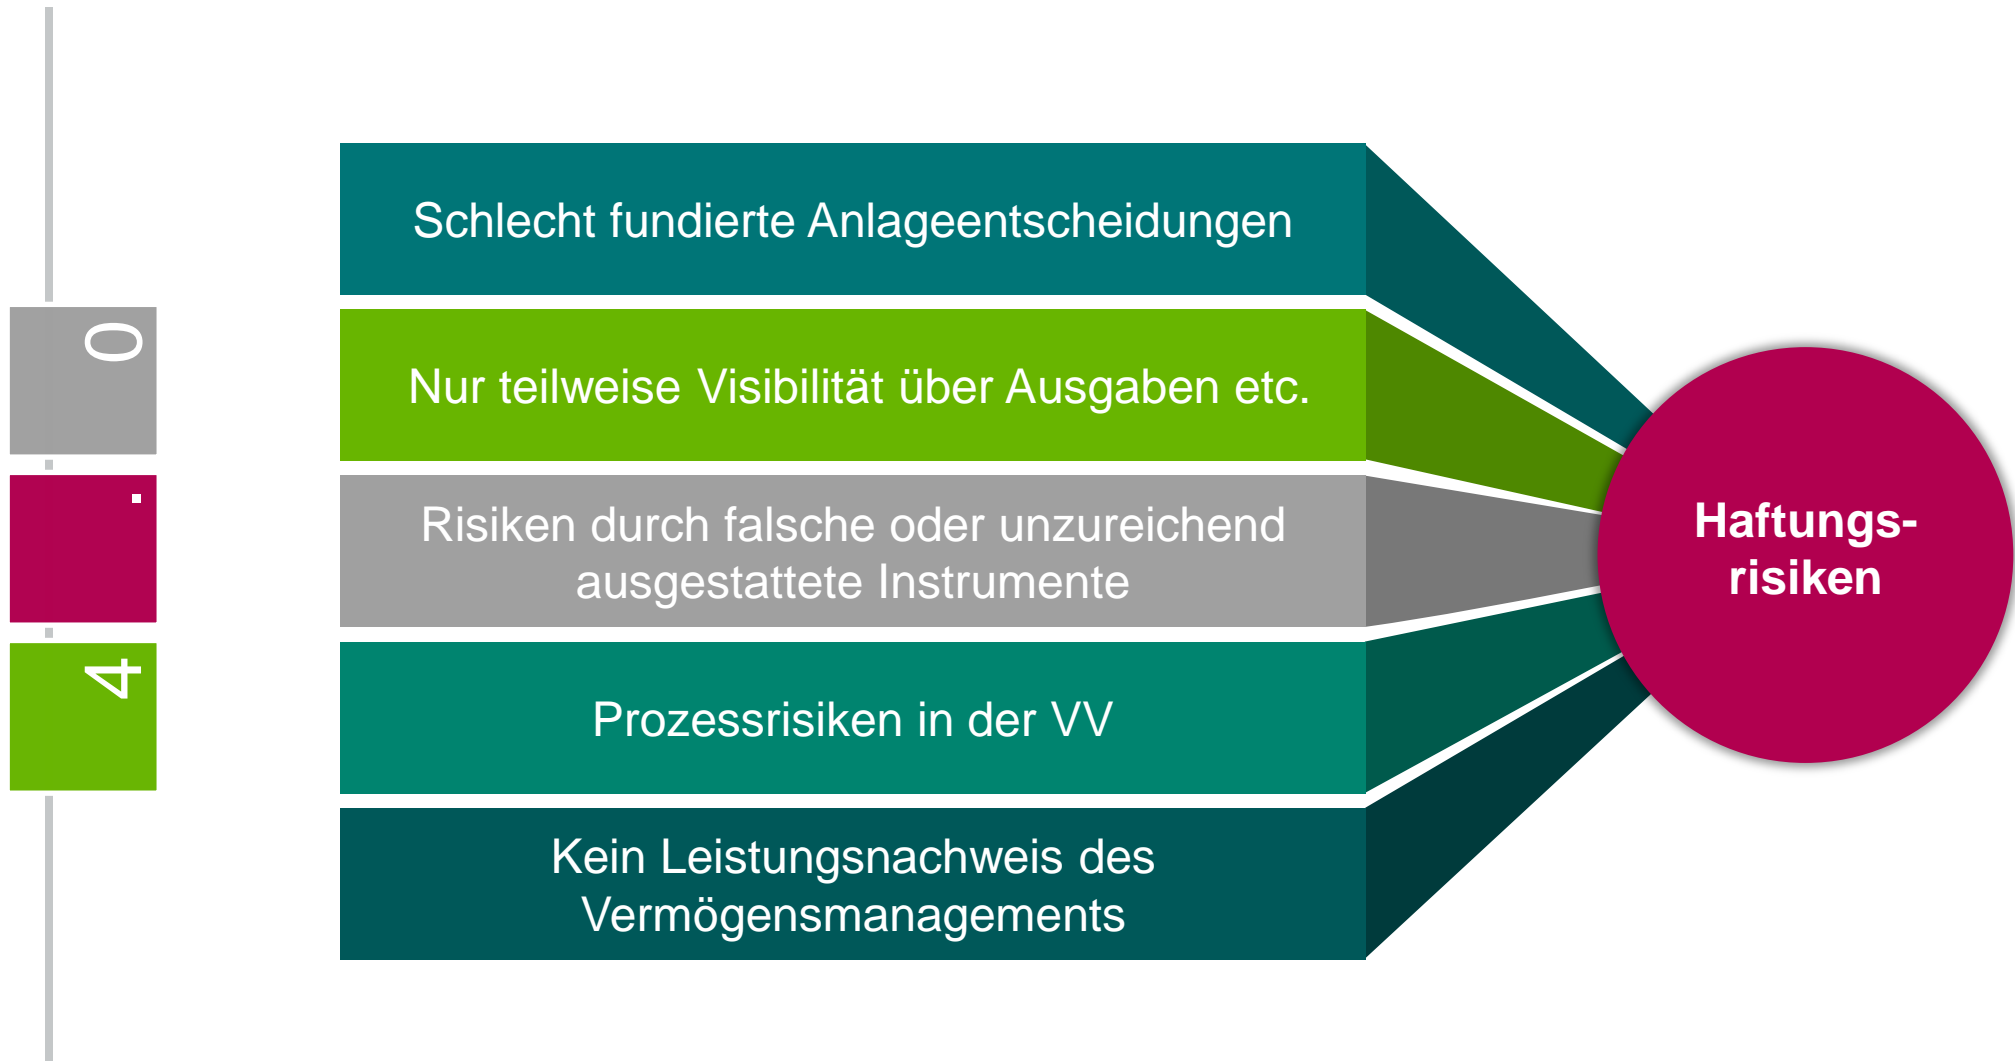 0
.
4
Schlecht fundierte Anlageentscheidungen
Nur teilweise Visibilität über Ausgaben etc.
Risiken durch falsche oder unzureichend
ausgestattete Instrumente
Prozessrisiken in der VV
Kein Leistungsnachweis des
Vermögensmanagements
Haftungs-
risiken